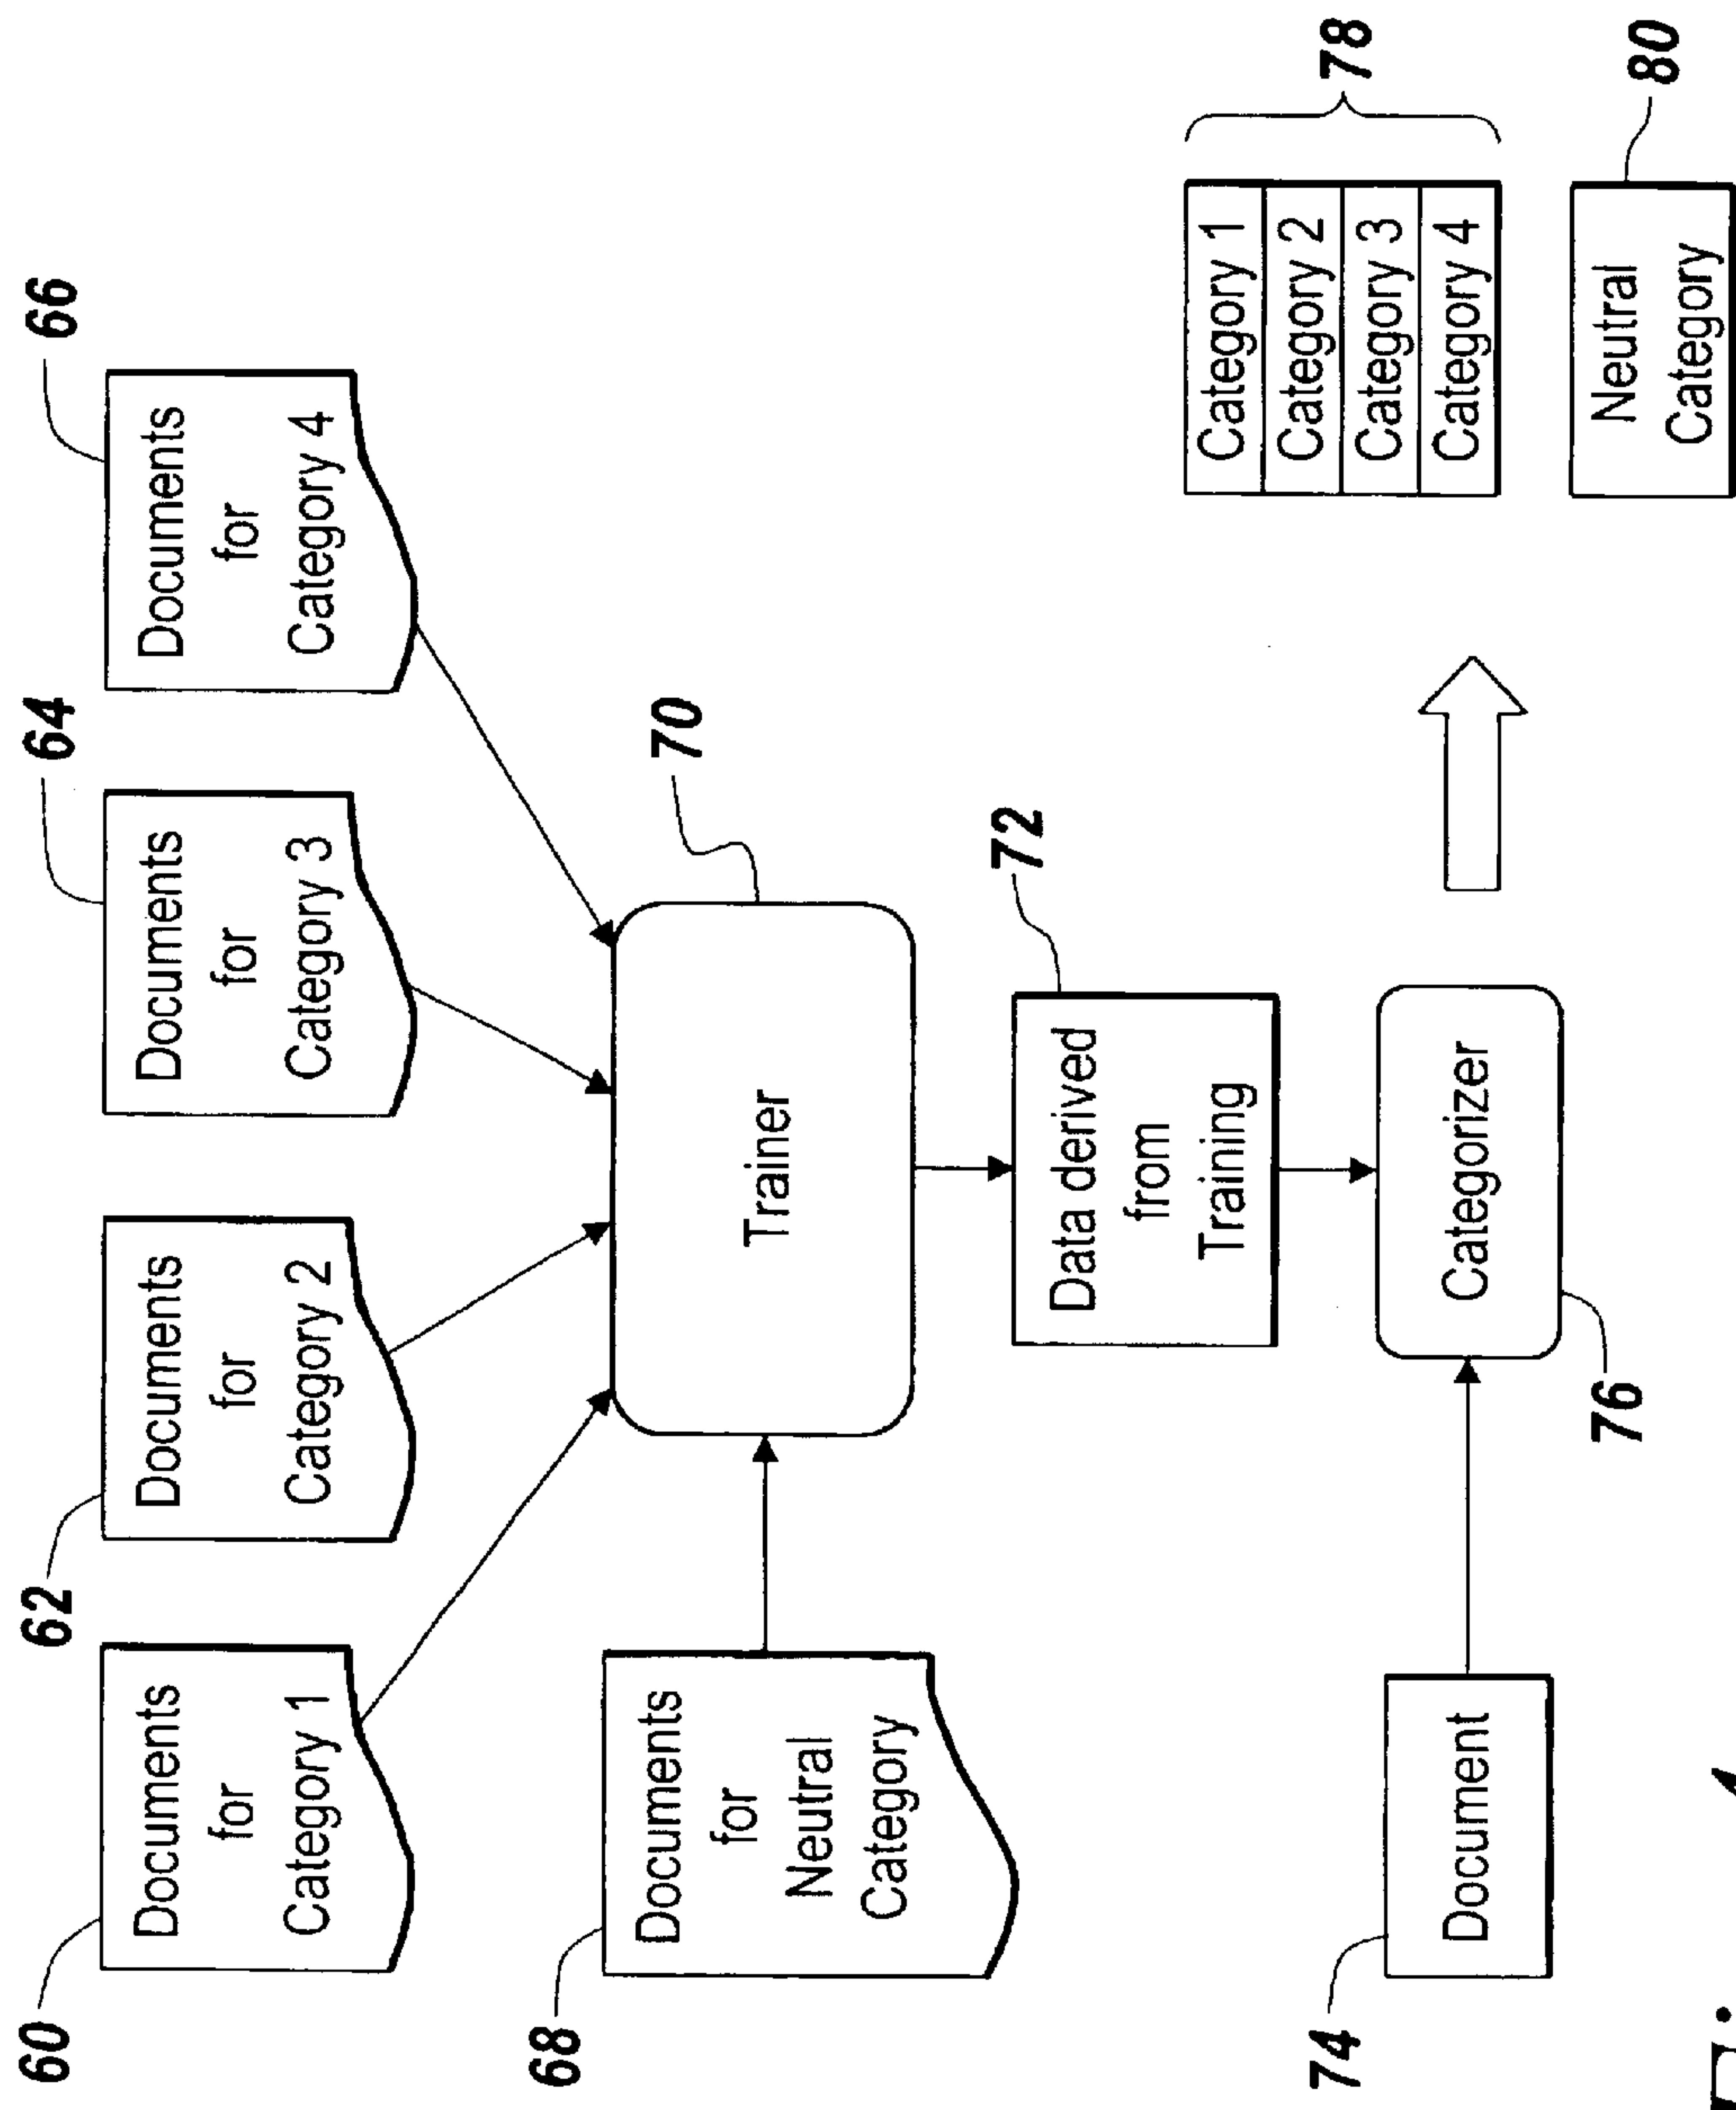 60
62
64
66
Documents
for
Category 1
Documents
for
Category 2
Documents
for
Category 3
Documents
for
Category 4
68
Documents
for
Neutral
Category
70
Trainer
72
Data derived
from
Training
74
Document
76
Categorizer
78
Category 1
Category 2
Category 3
Category 4
80
Neutral
Category